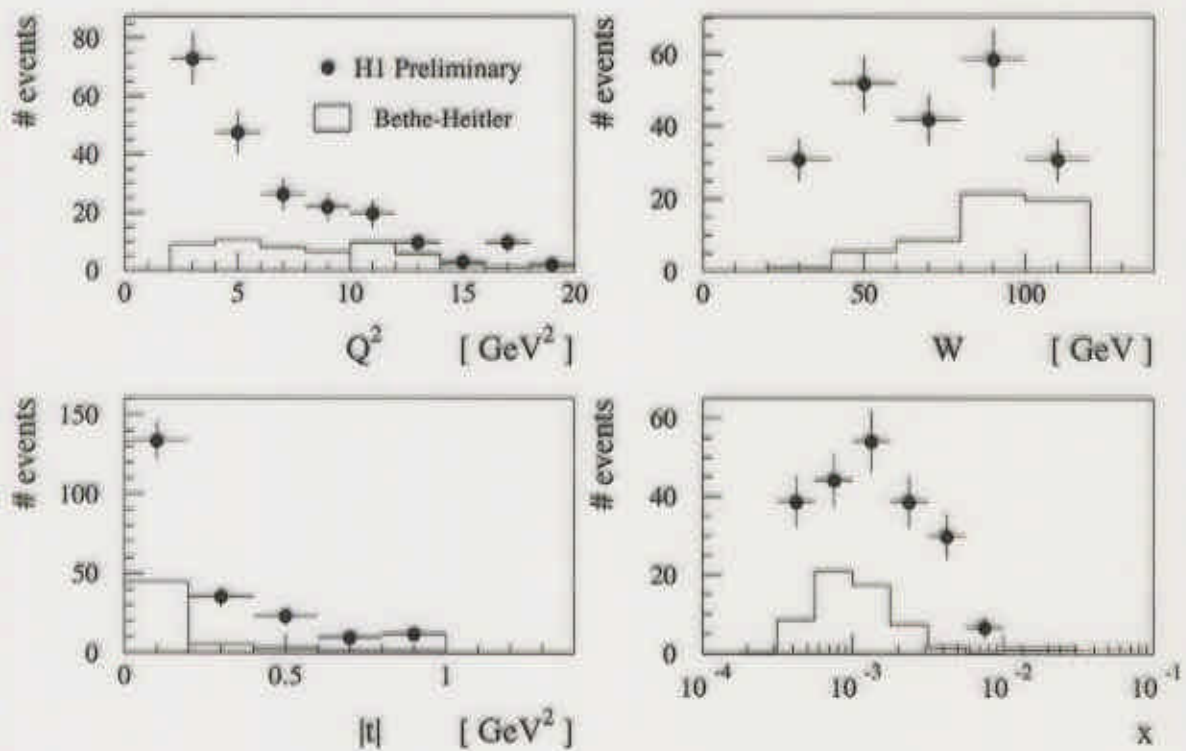 # events
80
60
40
20
0
H1 Preliminary
Bethe-Heitler
0 5 10 15 20
Q² [ GeV² ]
# events
60
40
20
0
0 50 100
W [ GeV ]
# events
150
100
50
0
0 0.5 1
|t| [ GeV² ]
# events
60
40
20
0
10⁻⁴ 10⁻³ 10⁻² 10⁻¹
x